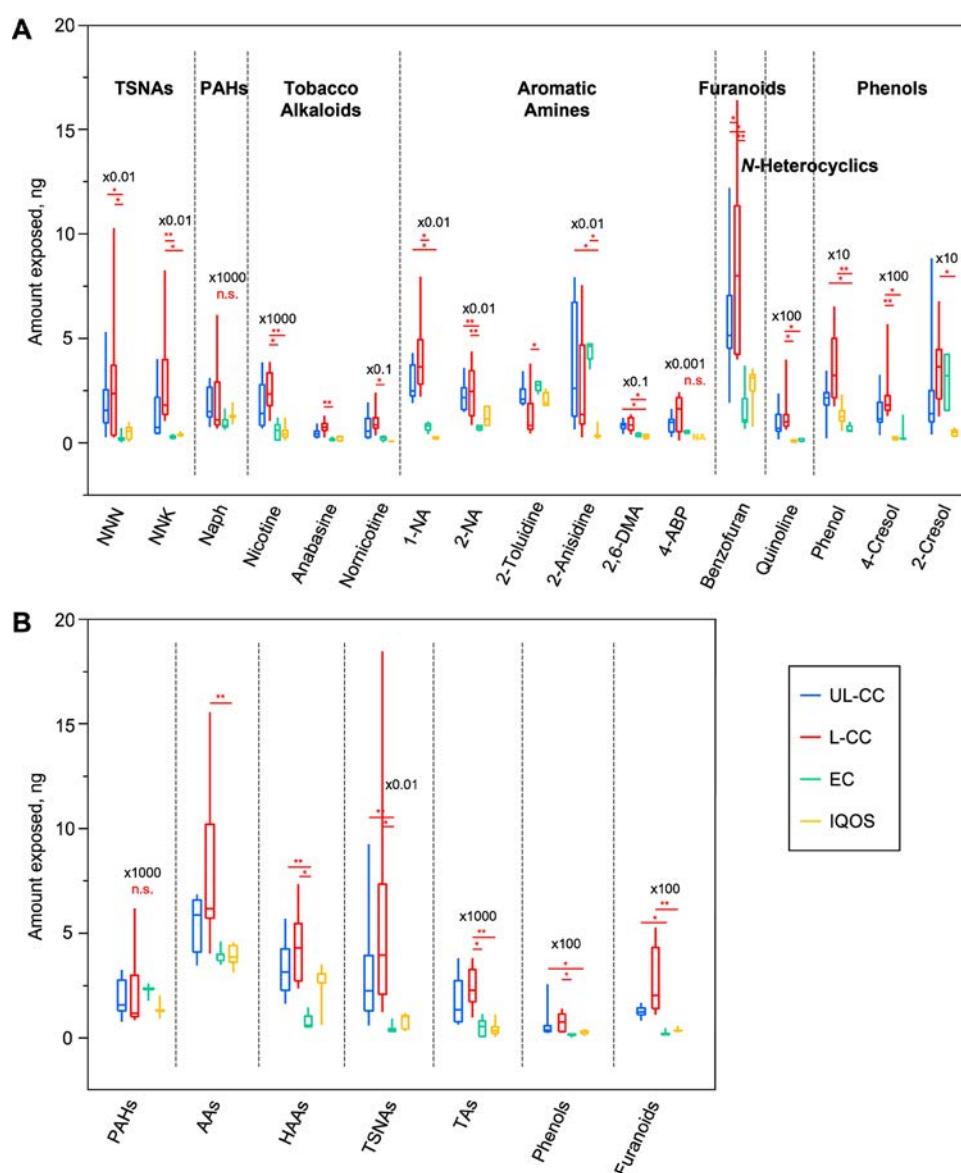 A
20
15
10
5
0
Amount exposed, ng
TSNAs
PAHs
Tobacco
Alkaloids
Aromatic
Amines
Furanoids
Phenols
N-Heterocyclics
x0.01
x0.01
x1000
n.s.
x1000
x0.1
x0.01
x0.01
x0.01
x0.1
x0.001
n.s.
NA
x100
x10
x100
x10
NNN
NNK
Naph
Nicotine
Anabasine
Nornicotine
1-NA
2-NA
2-Toluidine
2-Anisidine
2,6-DMA
4-ABP
Benzofuran
Quinoline
Phenol
4-Cresol
2-Cresol
B
20
15
10
5
0
Amount exposed, ng
x1000
n.s.
x0.01
x1000
x100
x100
PAHs
AAs
HAAs
TSNAs
TAs
Phenols
Furanoids
UL-CC
L-CC
EC
IQOS